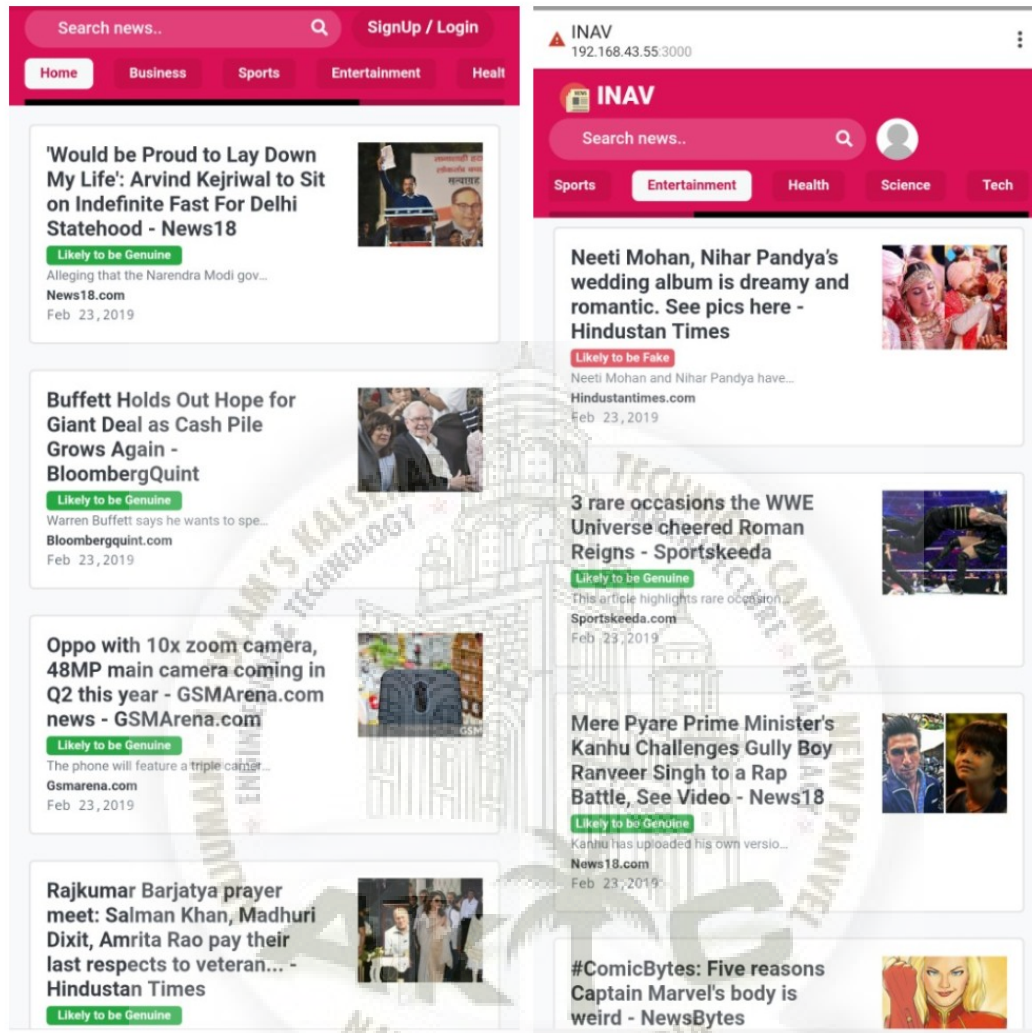 Search news..
SignUp / Login
Home
Business
Sports
Entertainment
Healt
'Would be Proud to Lay Down
My Life': Arvind Kejriwal to Sit
on Indefinite Fast For Delhi
Statehood - News18
Likely to be Genuine
Alleging that the Narendra Modi gov...
News18.com
Feb 23,2019
Buffett Holds Out Hope for
Giant Deal as Cash Pile
Grows Again -
BloombergQuint
Likely to be Genuine
Warren Buffett says he wants to spe...
Bloombergquint.com
Feb 23,2019
Oppo with 10x zoom camera,
48MP main camera coming in
Q2 this year - GSMArena.com
news - GSMArena.com
Likely to be Genuine
The phone will feature a triple camer...
Gsmarena.com
Feb 23,2019
GSM
Rajkumar Barjatya prayer
meet: Salman Khan, Madhuri
Dixit, Amrita Rao pay their
last respects to veteran... -
Hindustan Times
Likely to be Genuine
INAV
192.168.43.55:3000
NEWS
INAV
Search news..
Sports
Entertainment
Health
Science
Tech
Neeti Mohan, Nihar Pandya's
wedding album is dreamy and
romantic. See pics here -
Hindustan Times
Likely to be Fake
Neeti Mohan and Nihar Pandya have...
Hindustantimes.com
Feb 23,2019
3 rare occasions the WWE
Universe cheered Roman
Reigns - Sportskeeda
Likely to be Genuine
This article highlights rare occasion...
Sportskeeda.com
Feb 23,2019
Mere Pyare Prime Minister's
Kanhu Challenges Gully Boy
Ranveer Singh to a Rap
Battle, See Video - News18
Likely to be Genuine
Kanhu has uploaded his own versio...
News18.com
Feb 23,2019
#ComicBytes: Five reasons
Captain Marvel's body is
weird - NewsBytes
ENGINEERING & TECHNOLOGY
TECHNICAL CAMPUS NEW PANVEL
AKTC